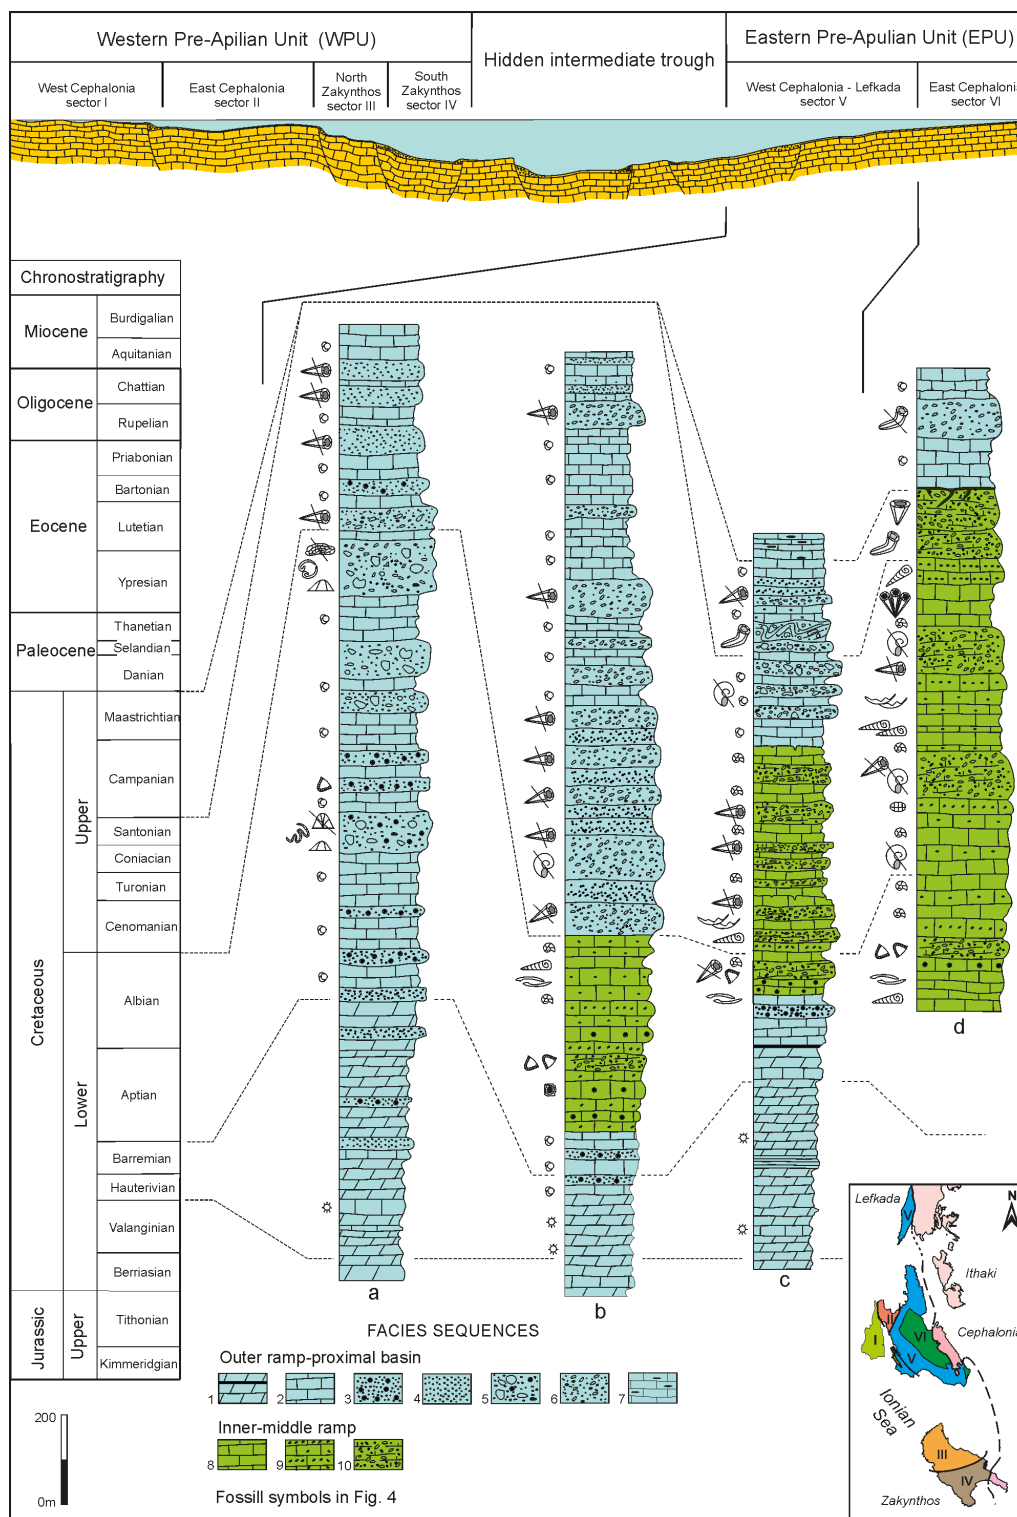 Western Pre-Apilian Unit (WPU)
Hidden intermediate trough
Eastern Pre-Apulian Unit (EPU)
West Cephalonia
sector I
East Cephalonia
sector II
North
Zakynthos
sector III
South
Zakynthos
sector IV
West Cephalonia - Lefkada
sector V
East Cephalonia
sector VI
Chronostratigraphy
Miocene
Burdigalian
Aquitanian
Oligocene
Chattian
Rupelian
Eocene
Priabonian
Bartonian
Lutetian
Ypresian
Paleocene
Thanetian
Selandian
Danian
Cretaceous
Upper
Maastrichtian
Campanian
Santonian
Coniacian
Turonian
Cenomanian
Lower
Albian
Aptian
Barremian
Hauterivian
Valanginian
Berriasian
Jurassic
Upper
Tithonian
Kimmeridgian
a
b
c
d
FACIES SEQUENCES
Outer ramp-proximal basin
1
2
3
4
5
6
7
Inner-middle ramp
8
9
10
Fossill symbols in Fig. 4
200
0m
Lefkada
N
V
Ithaki
I
II
VI
V
Cephalonia
Ionian
Sea
III
IV
Zakynthos